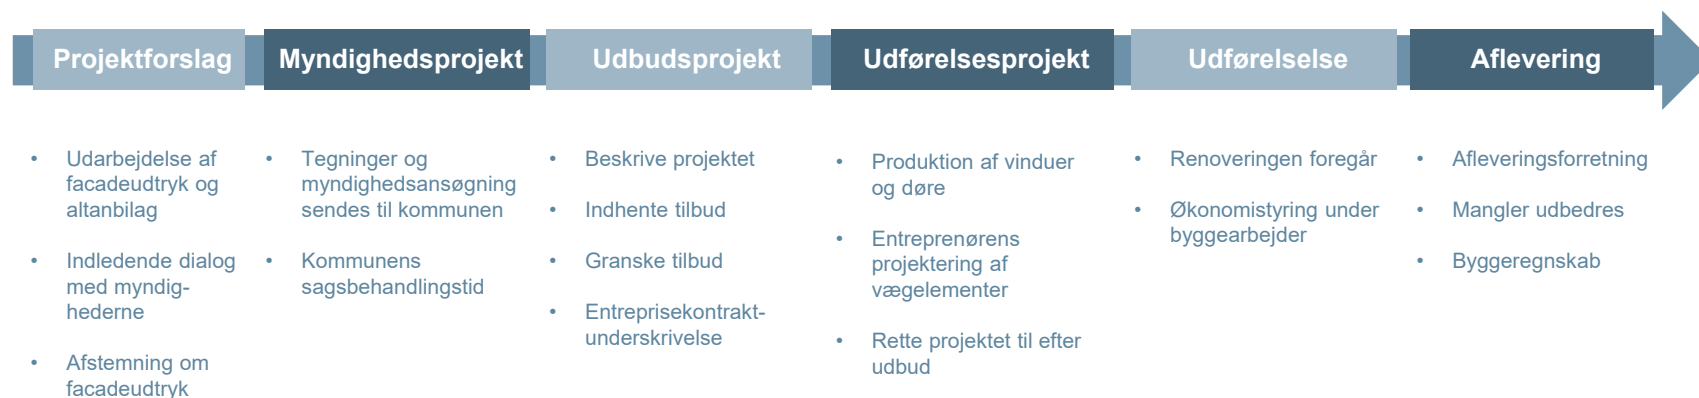 Projektforslag
Myndighedsprojekt
Udbudsprojekt
Udførelsesprojekt
Udførelselse
Aflevering
• Udarbejdelse af
facadeudtryk og
altanbilag
• Indledende dialog
med myndig-
hederne
• Afstemning om
facadeudtryk
• Tegninger og
myndighedsansøgning
sendes til kommunen
• Kommunens
sagsbehandlingstid
• Beskrive projektet
• Indhente tilbud
• Granske tilbud
• Entreprisekontrakt-
underskrivelse
• Produktion af vinduer
og døre
• Entreprenørens
projektering af
vægelementer
• Rette projektet til efter
udbud
• Renoveringen foregår
• Økonomistyring under
byggearbejder
• Afleveringsforretning
• Mangler udbedres
• Byggeregnskab